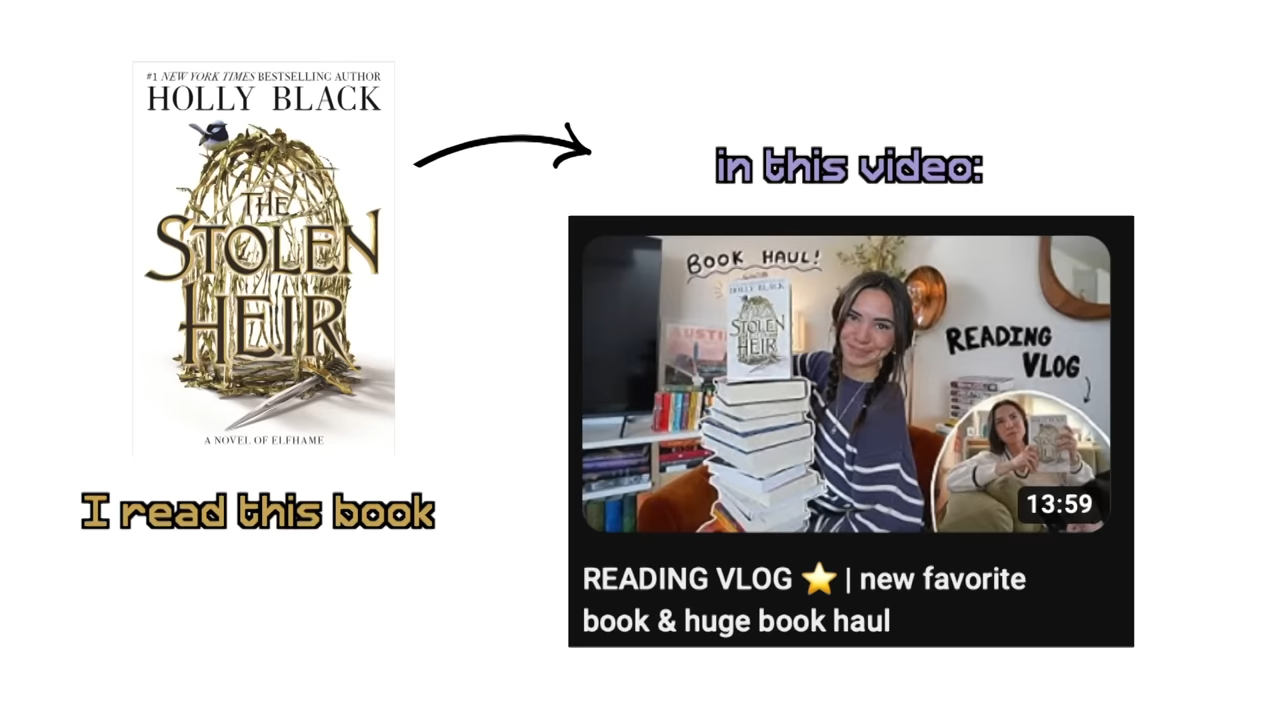 #1 NEW YORK TIMES BESTSELLING AUTHOR
HOLLY BLACK
THE
STOLEN
HEIR
A NOVEL OF ELFHAME
I read this book
in this video:
BOOK HAUL!
HOLLY BLACK
STOLEN
HEIR
AUSTI
READING
VLOG
13:59
READING VLOG ⭐ | new favorite
book & huge book haul